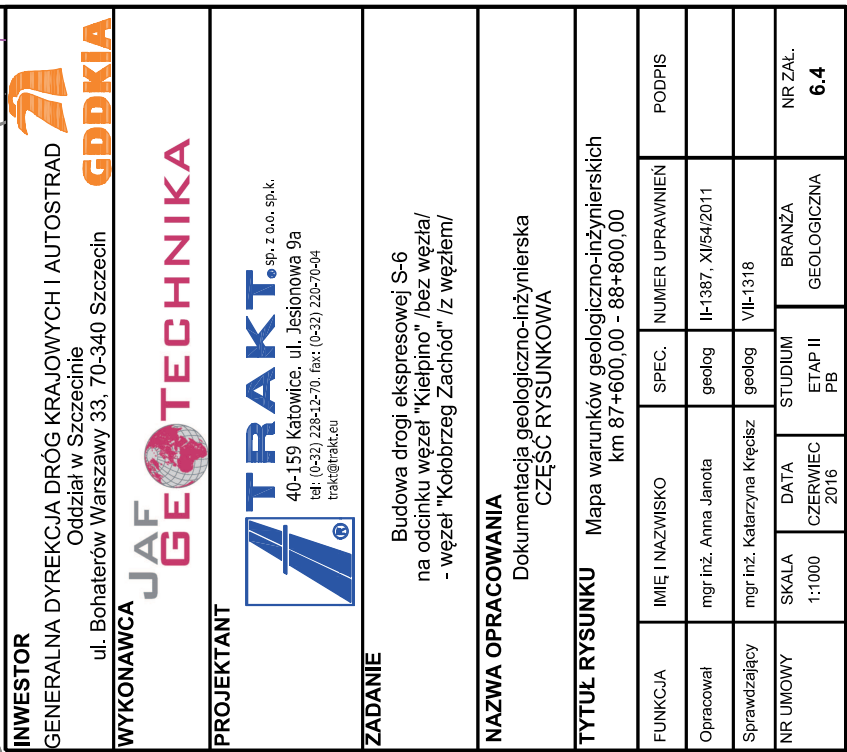 INWESTOR
GENERALNA DYREKCJA DRÓG KRAJOWYCH I AUTOSTRAD
Oddział w Szczecinie
ul. Bohaterów Warszawy 33, 70-340 Szczecin
GDDKIA
WYKONAWCA
JAF
GEOTECHNIKA
PROJEKTANT
®
TRAKT.® sp. z o.o. sp.k.
40-159 Katowice. ul. Jesionowa 9a
tel: (0-32) 228-12-70. fax: (0-32) 220-70-04
trakt@trakt.eu
ZADANIE
Budowa drogi ekspresowej S-6
na odcinku węzeł "Kiełpino" /bez węzła/
- węzeł "Kołobrzeg Zachód" /z węzłem/
NAZWA OPRACOWANIA
Dokumentacja geologiczno-inżynierska
CZĘŚĆ RYSUNKOWA
TYTUŁ RYSUNKU Mapa warunków geologiczno-inżynierskich
km 87+600,00 - 88+800,00
FUNKCJA IMIĘ I NAZWISKO SPEC. NUMER UPRAWNIEŃ PODPIS
Opracował mgr inż. Anna Janota geolog II-1387, XI/54/2011
Sprawdzający mgr inż. Katarzyna Kręcisz geolog VII-1318
NR UMOWY SKALA DATA STUDIUM BRANŻA NR ZAŁ.
1:1000 CZERWIEC 2016 ETAP II PB GEOLOGICZNA 6.4